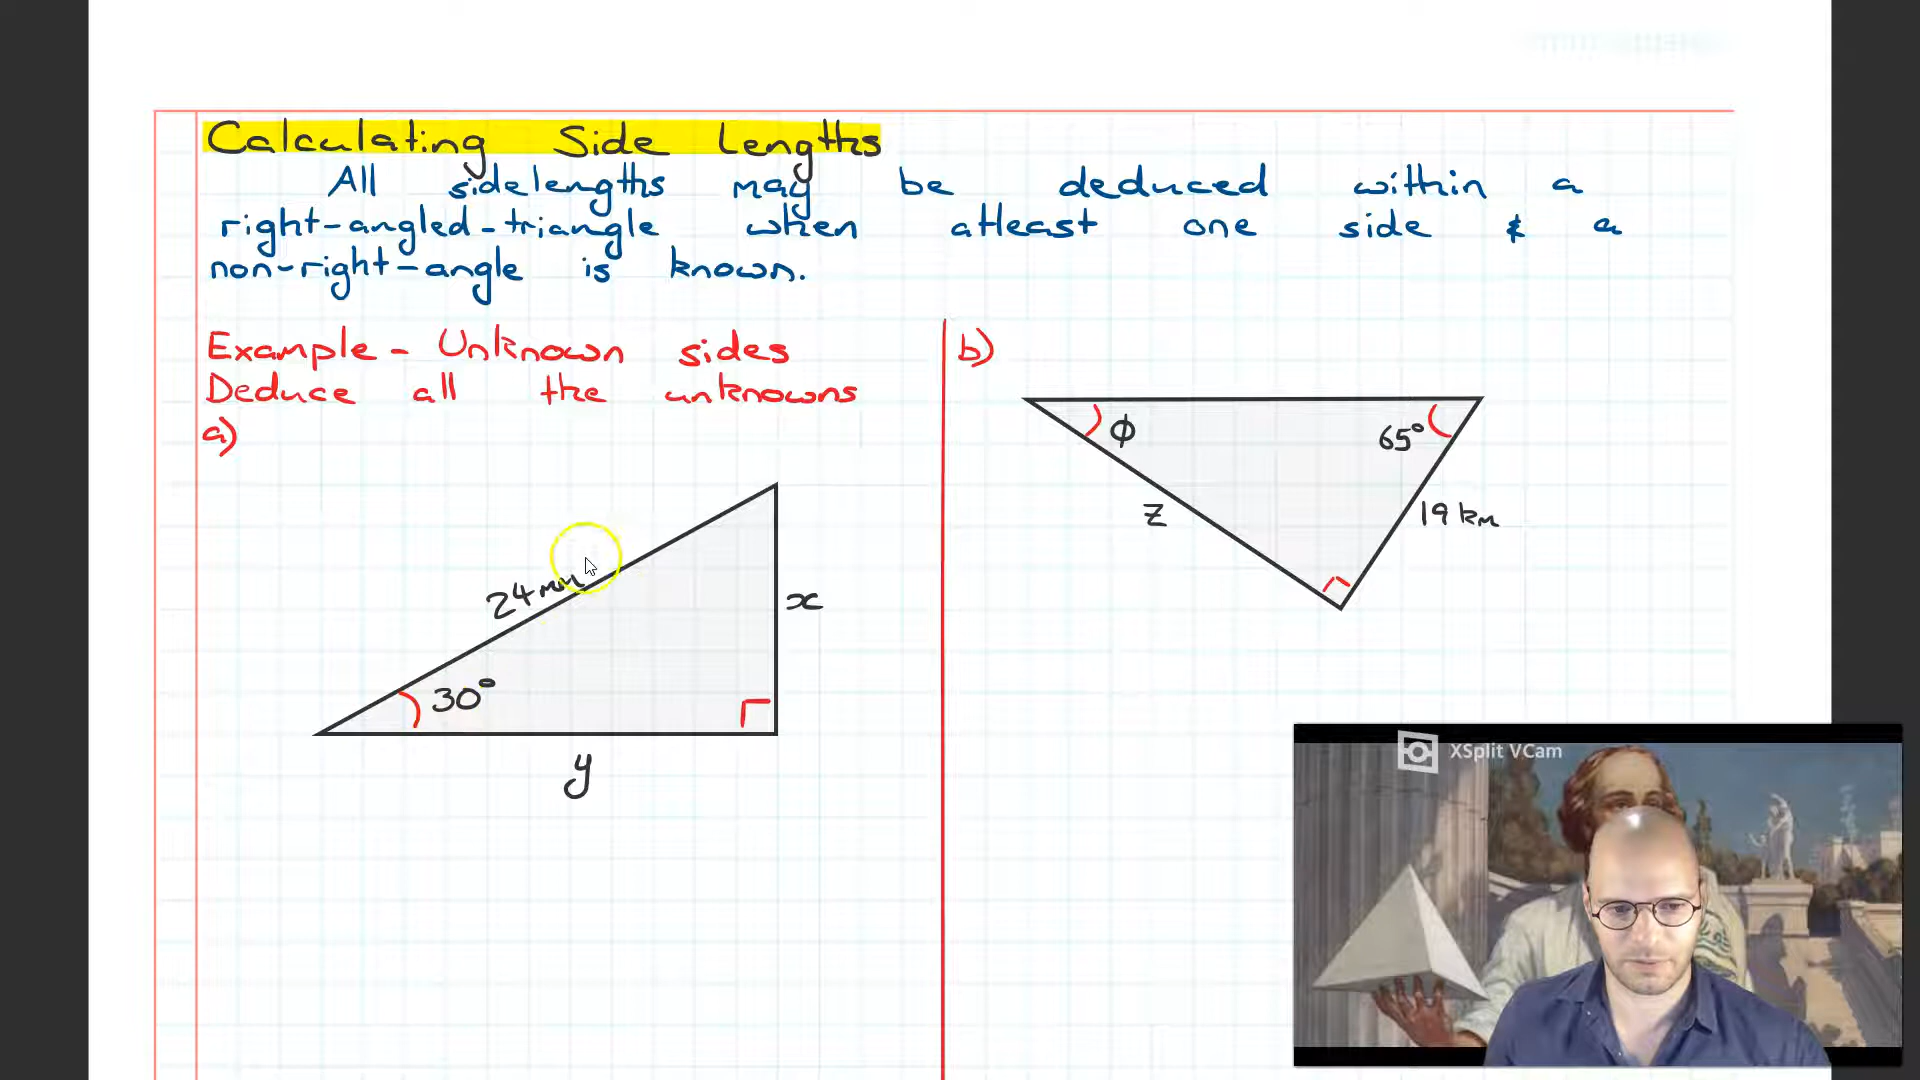 Calculating Side Lengths
All sidelengths may be deduced within a
right-angled-triangle when atleast one side & a
non-right-angle is known.
Example - Unknown sides
Deduce all the unknowns
a)
24mm
x
30°
y
b)
ϕ
65°
z
19 km
XSplit VCam